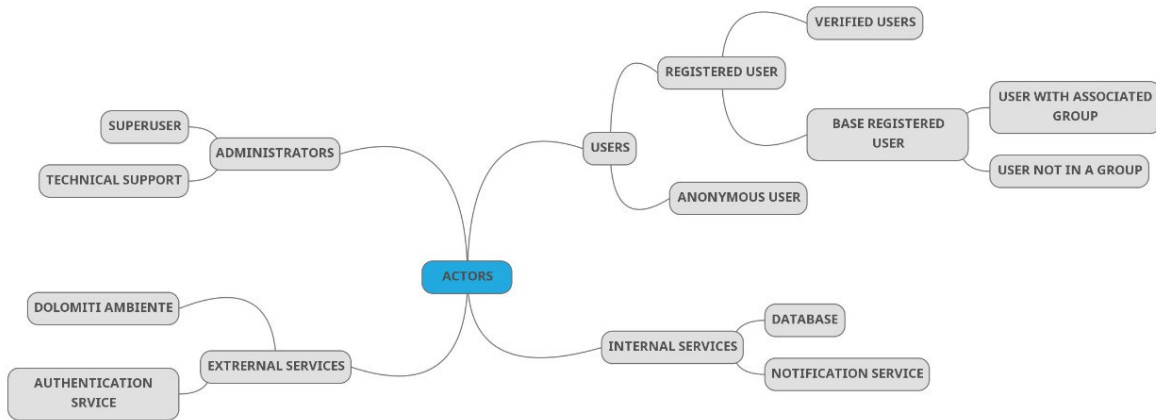 VERIFIED USERS
REGISTERED USER
USER WITH ASSOCIATED
GROUP
BASE REGISTERED
USER
USER NOT IN A GROUP
USERS
ANONYMOUS USER
SUPERUSER
ADMINISTRATORS
TECHNICAL SUPPORT
ACTORS
DOLOMITI AMBIENTE
EXTRERNAL SERVICES
AUTHENTICATION
SRVICE
DATABASE
INTERNAL SERVICES
NOTIFICATION SERVICE